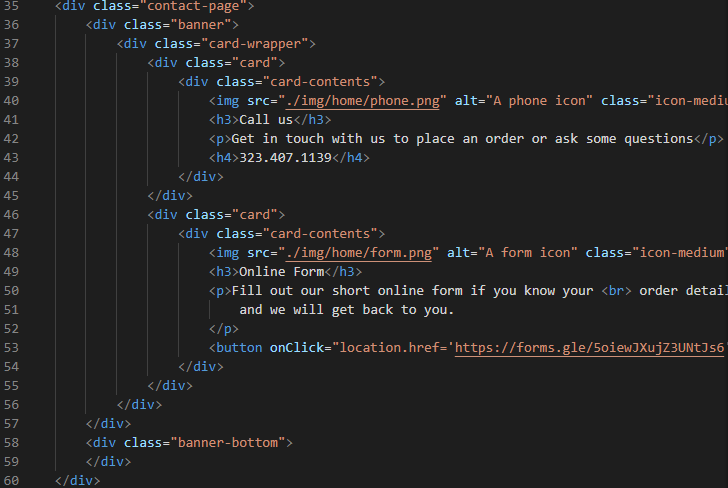 35 <div class="contact-page">
36 <div class="banner">
37 <div class="card-wrapper">
38 <div class="card">
39 <div class="card-contents">
40 <img src="./img/home/phone.png" alt="A phone icon" class="icon-mediu
41 <h3>Call us</h3>
42 <p>Get in touch with us to place an order or ask some questions</p>
43 <h4>323.407.1139</h4>
44 </div>
45 </div>
46 <div class="card">
47 <div class="card-contents">
48 <img src="./img/home/form.png" alt="A form icon" class="icon-medium"
49 <h3>Online Form</h3>
50 <p>Fill out our short online form if you know your <br> order detail
51 and we will get back to you.
52 </p>
53 <button onClick="location.href='https://forms.gle/5oiewJXujZ3UNtJs6'
54 </div>
55 </div>
56 </div>
57 </div>
58 <div class="banner-bottom">
59 </div>
60 </div>